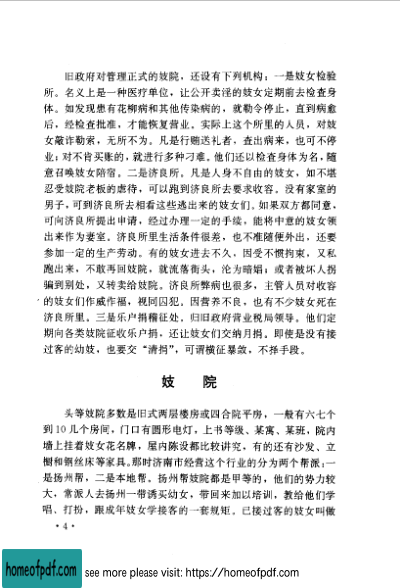 旧政府对管理正式的妓院，还设有下列机构：一是妓女检验
所。名义上是一种医疗单位，让公开卖淫的妓女定期前去检查身
体。如发现患有花柳病和其他传染病的，就勒令停止，直到病愈
后，经检查批准，才能恢复营业。实际上这个所里的人员，对妓
女敲诈勒索，无所不为。凡是行贿送礼者，查出病来，也可不停
业；对不肯买账的，就进行多种刁难。他们还以检查身体为名，随
意召唤妓女陪宿。二是济良所。凡是人身不自由的妓女，如不堪
忍受妓院老板的虐待，可以跑到济良所去要求收容。没有家室的
男子，可到济良所去相看这些逃出来的妓女们。如果双方都同意，
可向济良所提出申请，经过办理一定的手续，能将中意的妓女领
出来作为妻室。济良所里生活条件很差，也不准随便外出，还要
参加一定的生产劳动。有的妓女进去不久，因受不惯拘束，又私
跑出来，不敢再回妓院，就流落街头，沦为暗娼；或者被坏人拐
骗到别处，又转卖给妓院。济良所弊病也很多，主管人员对收容
的妓女们作威作福，视同囚犯，因营养不良，也有不少妓女死在
济良所里。三是乐户捐稽征处，归旧政府营业税局领导。他们定
期向各类妓院征收乐户捐，还让妓女们交纳月捐。即使是没有接
过客的幼妓，也要交“清捐”，可谓横征暴敛，不择手段。
妓 院
头等妓院多数是旧式两层楼房或四合院平房，一般有六七个
到10几个房间，门口有圆形电灯，上书等级、某寓、某班，院内
墙上挂着妓女花名牌，屋内陈设都比较讲究，有的还有沙发、立
橱和钢丝床等家具。那时济南市经营这个行业的分为两个帮派：一
是扬州帮，二是本地帮。扬州帮妓院都是甲等的，他们的势力较
大，常派人去扬州一带诱买幼女，带回来加以培训，教给他们学
唱、打扮，跟成年妓女学接客的一套规矩。已接过客的妓女叫做
·4·
homeofpdf.com
see more please visit: https://homeofpdf.com